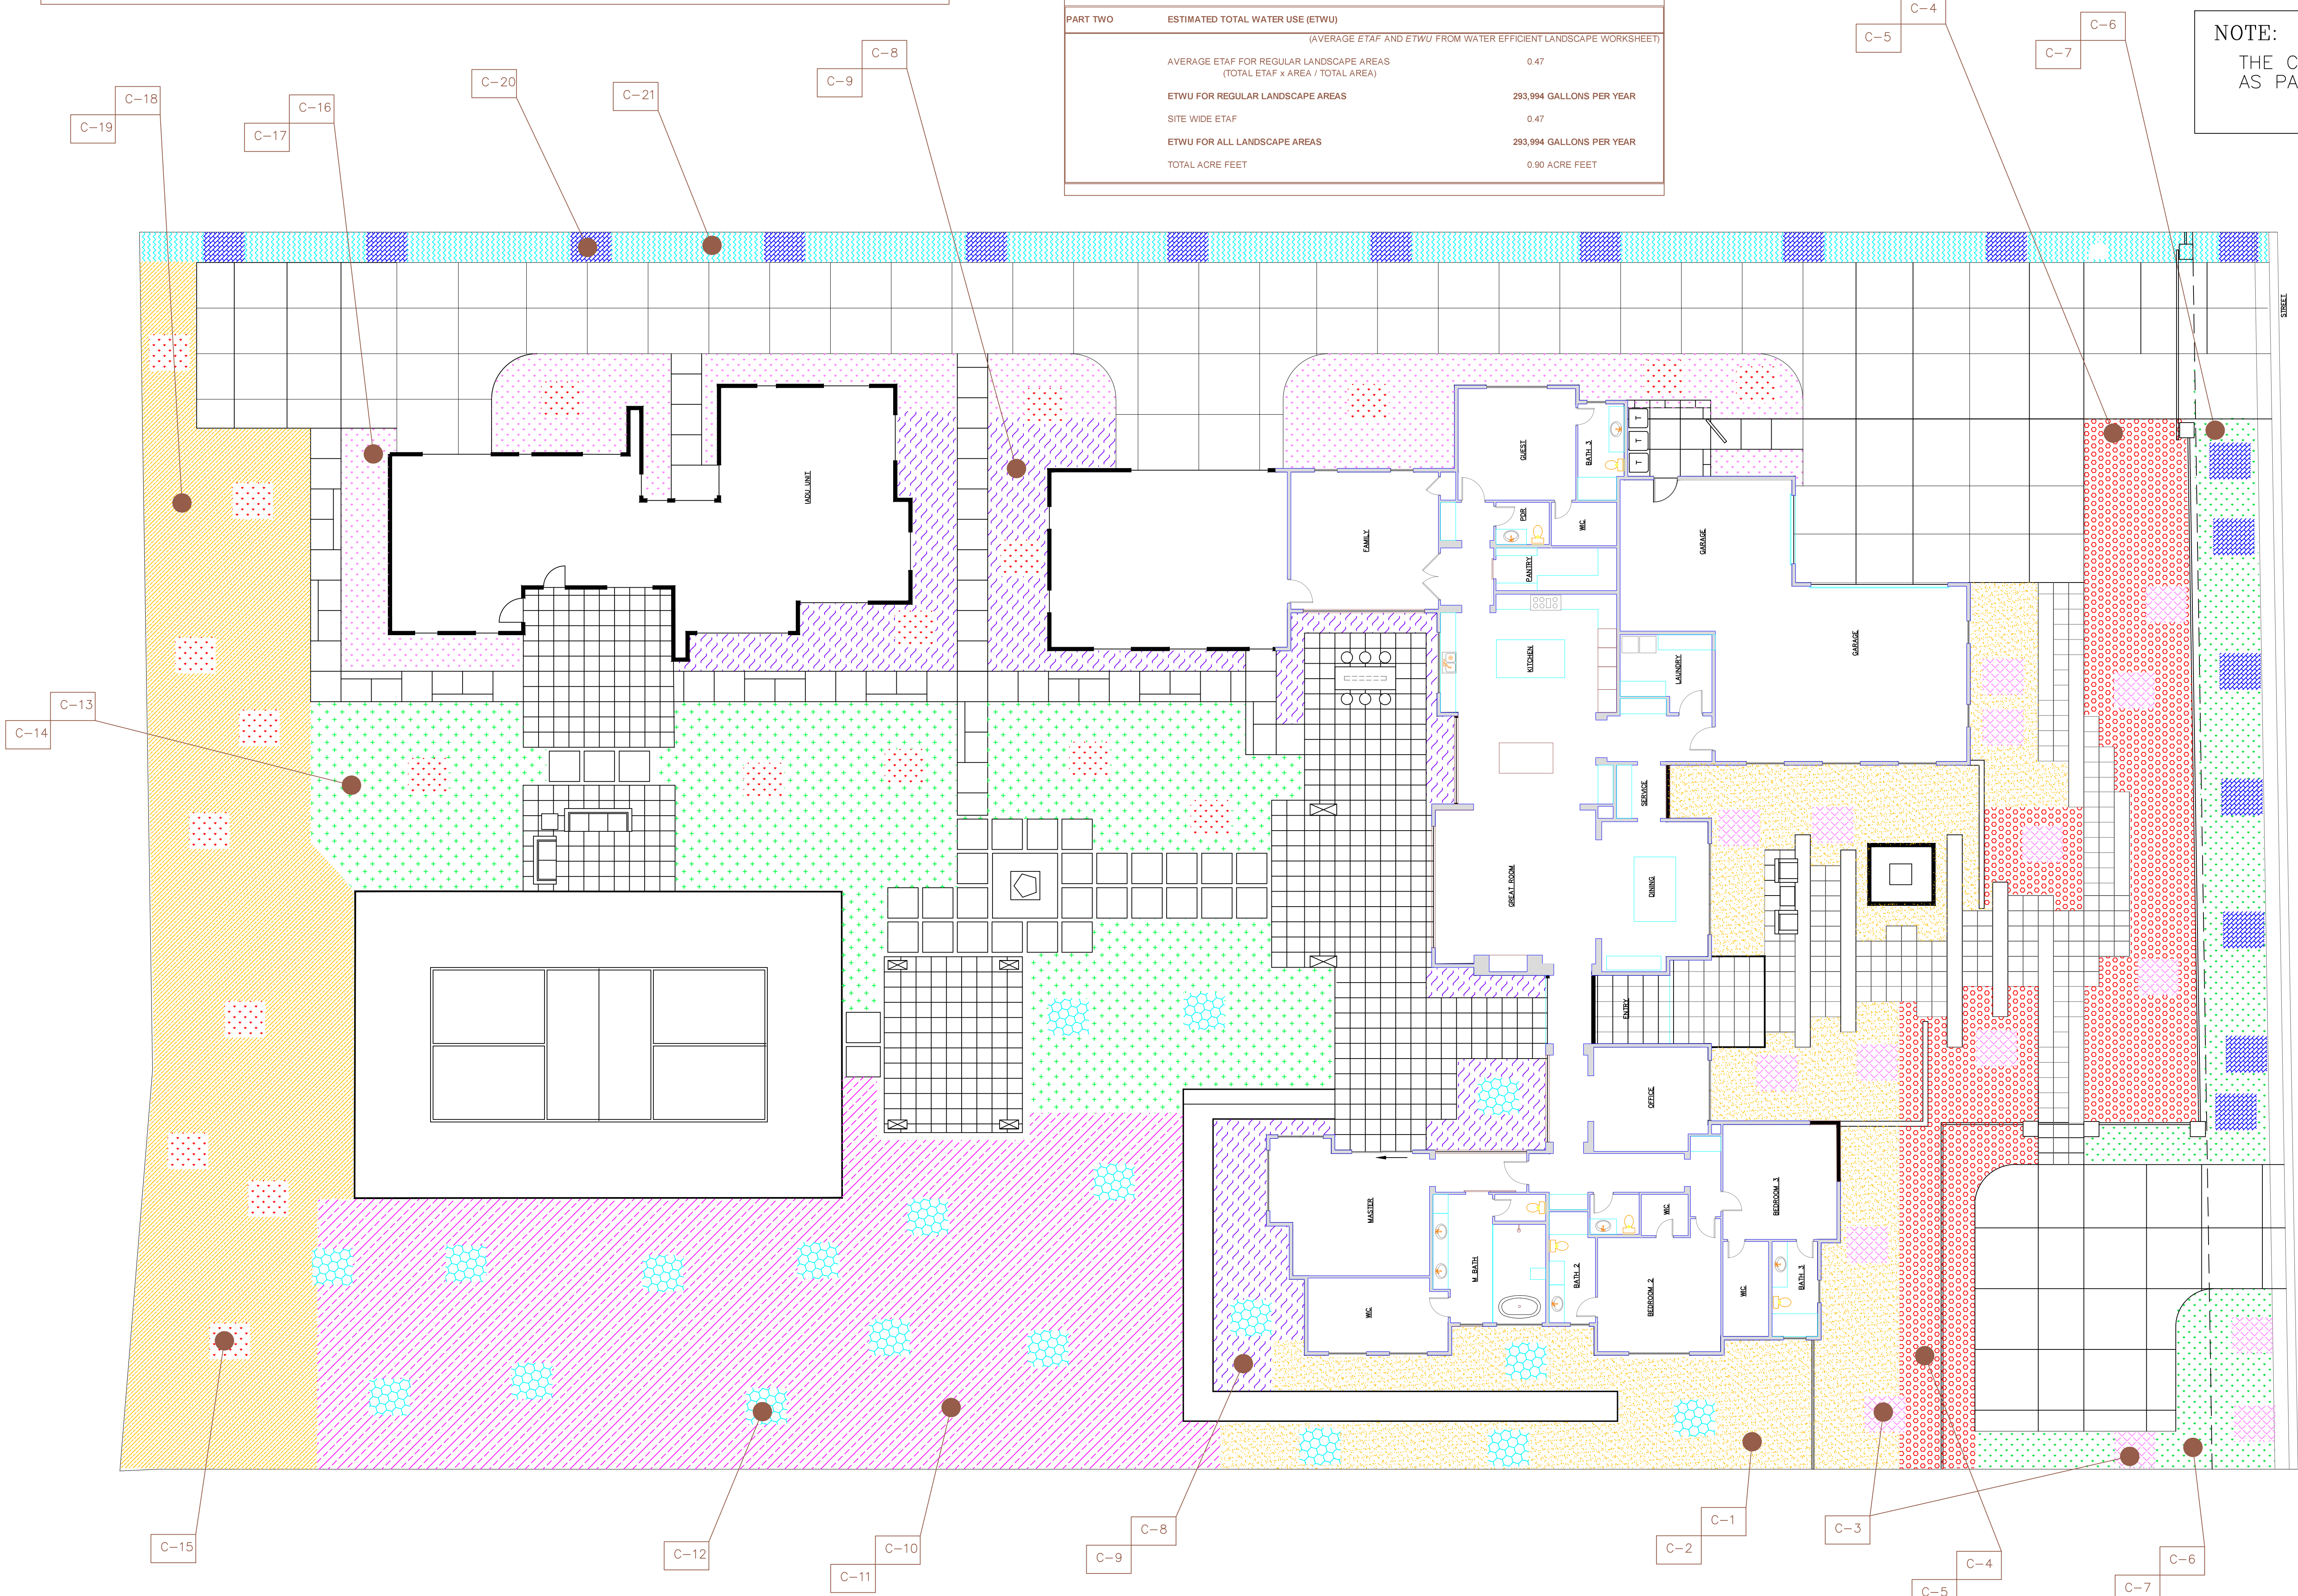 PART TWO ESTIMATED TOTAL WATER USE (ETWU)
(AVERAGE ETAF AND ETWU FROM WATER EFFICIENT LANDSCAPE WORKSHEET)
AVERAGE ETAF FOR REGULAR LANDSCAPE AREAS 0.47
(TOTAL ETAF x AREA / TOTAL AREA)
ETWU FOR REGULAR LANDSCAPE AREAS 293,994 GALLONS PER YEAR
SITE WIDE ETAF 0.47
ETWU FOR ALL LANDSCAPE AREAS 293,994 GALLONS PER YEAR
TOTAL ACRE FEET 0.90 ACRE FEET
NOTE:
THE C
AS PA
C-4
C-5
C-6
C-7
C-8
C-9
C-20
C-21
C-18
C-19
C-16
C-17
STREET
ADU UNIT
GUEST
BATH 3
T
T
T
FAMILY
PDR
WIC
PANTRY
GARAGE
KITCHEN
LAUNDRY
GARAGE
C-13
C-14
SERVICE
GREAT ROOM
DINING
ENTRY
OFFICE
MASTER
WIC
BEDROOM 3
M BATH
BATH 2
BEDROOM 2
WIC
BATH 3
WIC
C-15
C-12
C-10
C-11
C-8
C-9
C-1
C-2
C-3
C-4
C-5
C-6
C-7